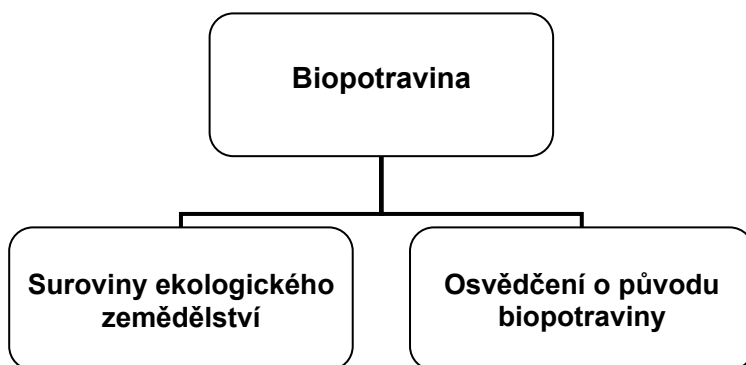 Biopotravina
Suroviny ekologického
zemědělství
Osvědčení o původu
biopotraviny